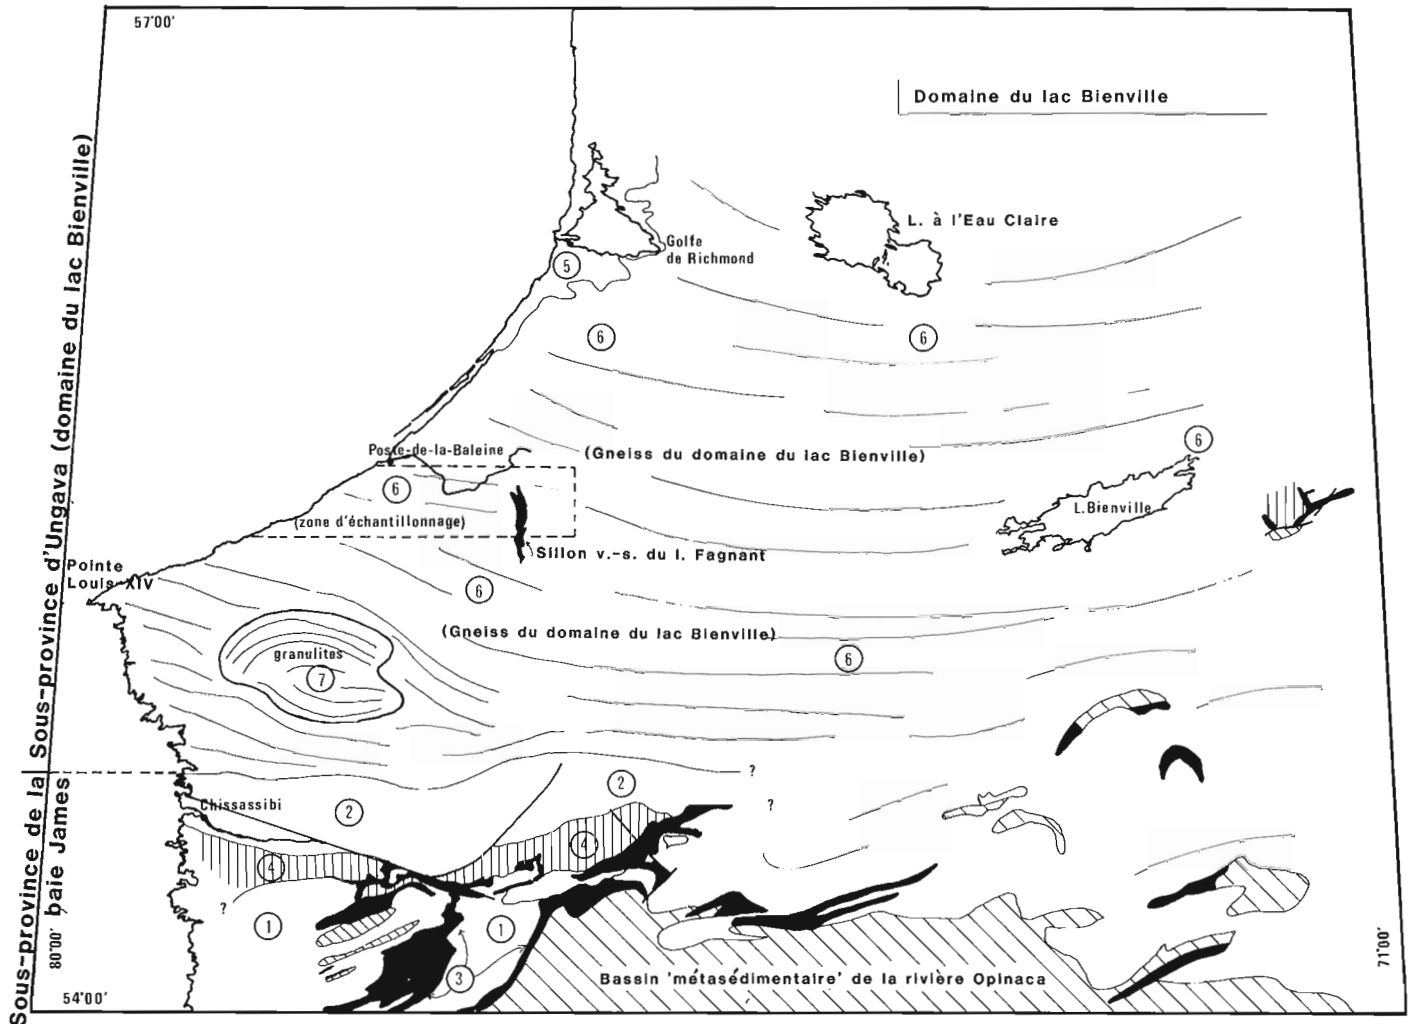 57°00'
Domaine du lac Bienville
L. à l'Eau Claire
Golfe
de Richmond
5
6
6
Poste-de-la-Baleine
(Gneiss du domaine du lac Bienville)
6
6
L.Bienville
(zone d'échantillonnage)
Sillon v.-s. du l. Fagnant
Pointe
Louis-XIV
6
(Gneiss du domaine du lac Bienville)
6
granulites
7
?
2
2
Chissassibi
?
4
4
?
1
1
3
Bassin 'métasédimentaire' de la rivière Opinaca
54°00'
80°00'
71°00'
Sous-province d'Ungava (domaine du lac Bienville)
Sous-province de la
baie James